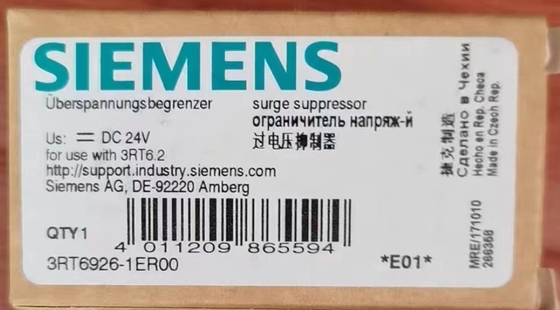 SIEMENS
Überspannungsbegrenzer
surge suppressor
ограничитель напряж-й
过电压抑制器
Us: DC 24V
for use with 3RT6.2
http://support.industry.siemens.com
Siemens AG, DE-92220 Amberg
QTY 1
4 011209 865594
3RT6926-1ER00
*E01*
捷克制造
Сделано в Чехии
Hecho en Rep. Checa
Made in Czech Rep.
MRE/171010
266358